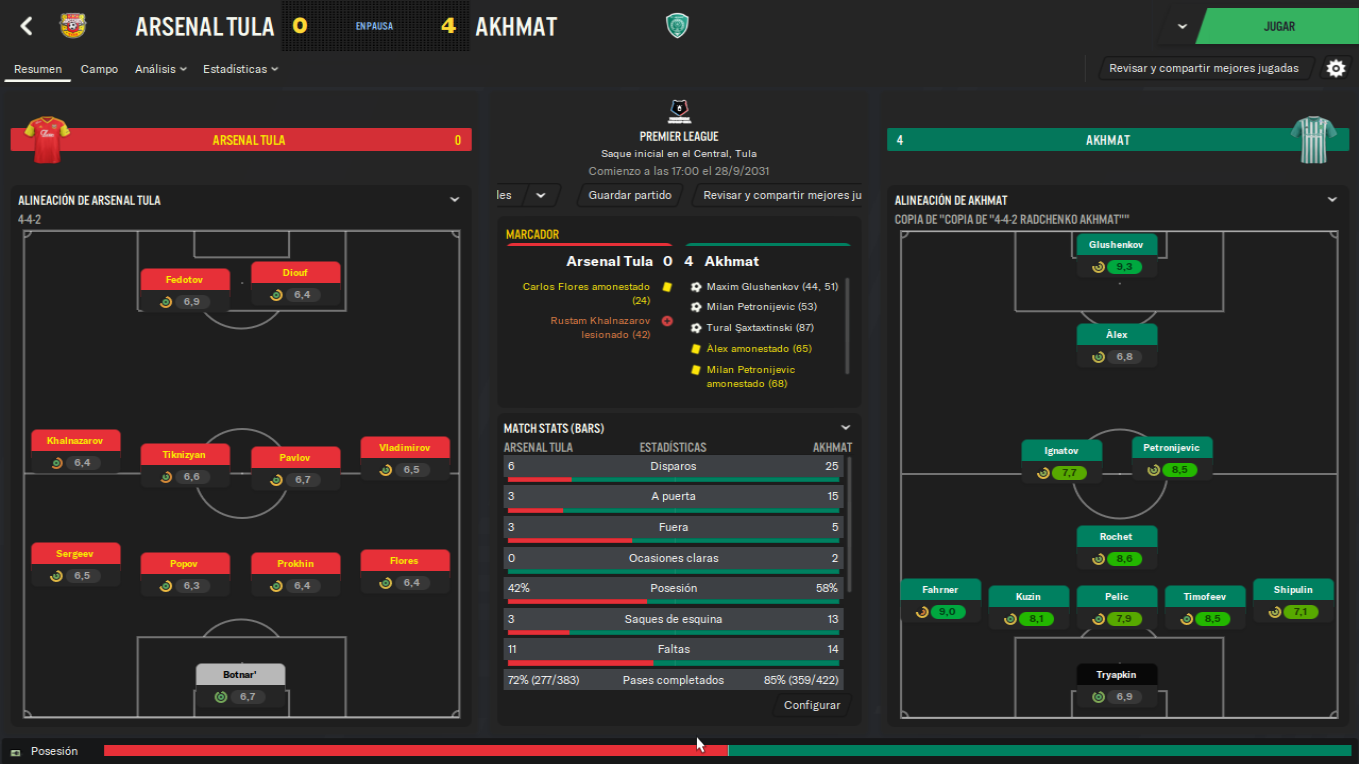 ARSENAL TULA 0 EN PAUSA 4 AKHMAT
JUGAR
Resumen Campo Análisis Estadísticas
Revisar y compartir mejores jugadas
ARSENAL TULA 0
PREMIER LEAGUE
Saque inicial en el Central, Tula
Comienzo a las 17:00 el 28/9/2031
les Guardar partido Revisar y compartir mejores ju
4 AKHMAT
ALINEACIÓN DE ARSENAL TULA
4-4-2
Fedotov
6,9
Diouf
6,4
Khalnazarov
6,4
Tiknizyan
6,6
Pavlov
6,7
Vladimirov
6,5
Sergeev
6,5
Popov
6,3
Prokhin
6,4
Flores
6,4
Botnar'
6,7
MARCADOR
Arsenal Tula 0 4 Akhmat
Carlos Flores amonestado
(24)
Rustam Khalnazarov
lesionado (42)
Maxim Glushenkov (44, 51)
Milan Petronijevic (53)
Tural Şaxtaxtinski (87)
Àlex amonestado (65)
Milan Petronijevic
amonestado (68)
MATCH STATS (BARS)
ARSENAL TULA ESTADÍSTICAS AKHMAT
6 Disparos 25
3 A puerta 15
3 Fuera 5
0 Ocasiones claras 2
42% Posesión 58%
3 Saques de esquina 13
11 Faltas 14
72% (277/383) Pases completados 85% (359/422)
Configurar
ALINEACIÓN DE AKHMAT
COPIA DE "COPIA DE "4-4-2 RADCHENKO AKHMAT""
Glushenkov
9,3
Àlex
6,8
Ignatov
7,7
Petronijevic
8,5
Rochet
8,6
Fahrner
9,0
Kuzin
8,1
Pelic
7,9
Timofeev
8,5
Shipulin
7,1
Tryapkin
6,9
Posesión